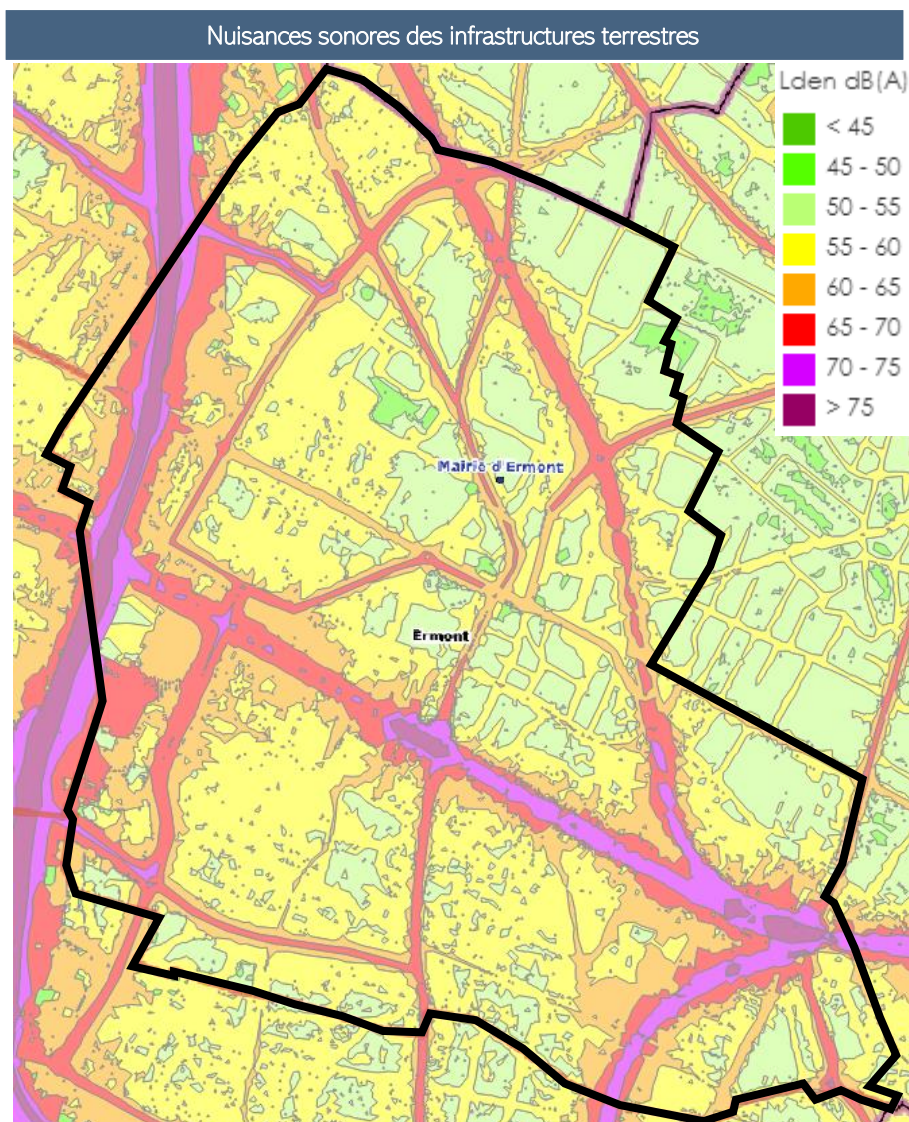 Nuisances sonores des infrastructures terrestres
Lden dB(A)
< 45
45 - 50
50 - 55
55 - 60
60 - 65
65 - 70
70 - 75
> 75
Mairie d'Ermont
Ermont